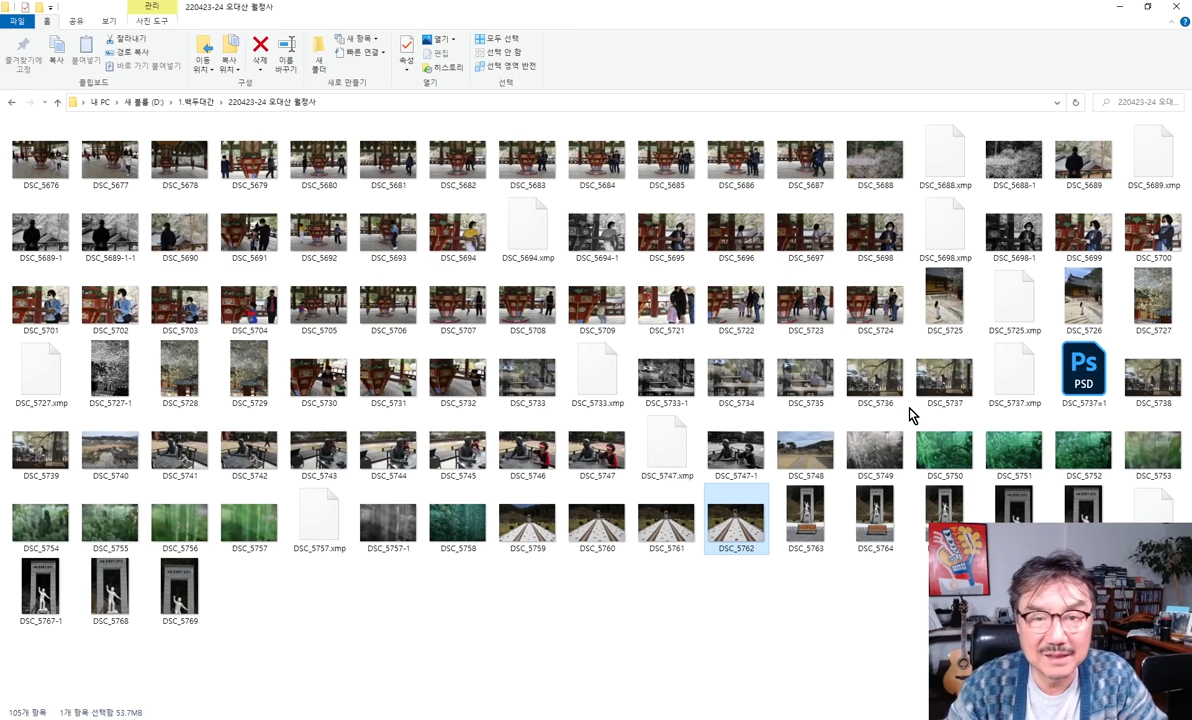 관리
220423-24 오대산 월정사
파일
홈
공유
보기
사진 도구
즐겨찾기에
고정
복사
붙여넣기
잘라내기
경로 복사
바로 가기 붙여넣기
클립보드
이동
위치
복사
위치
삭제
이름
바꾸기
구성
새
폴더
새 항목
빠른 연결
새로 만들기
속성
열기
편집
히스토리
열기
모두 선택
선택 안 함
선택 영역 반전
선택
내 PC
새 볼륨 (D:)
1.백두대간
220423-24 오대산 월정사
220423-24 오대...
DSC_5676 DSC_5677 DSC_5678 DSC_5679 DSC_5680 DSC_5681 DSC_5682 DSC_5683 DSC_5684 DSC_5685 DSC_5686 DSC_5687 DSC_5688 DSC_5688.xmp DSC_5688-1 DSC_5689 DSC_5689.xmp
DSC_5689-1 DSC_5689-1-1 DSC_5690 DSC_5691 DSC_5692 DSC_5693 DSC_5694 DSC_5694.xmp DSC_5694-1 DSC_5695 DSC_5696 DSC_5697 DSC_5698 DSC_5698.xmp DSC_5698-1 DSC_5699 DSC_5700
DSC_5701 DSC_5702 DSC_5703 DSC_5704 DSC_5705 DSC_5706 DSC_5707 DSC_5708 DSC_5709 DSC_5721 DSC_5722 DSC_5723 DSC_5724 DSC_5725 DSC_5725.xmp DSC_5726 DSC_5727
Ps
PSD
DSC_5727.xmp DSC_5727-1 DSC_5728 DSC_5729 DSC_5730 DSC_5731 DSC_5732 DSC_5733 DSC_5733.xmp DSC_5733-1 DSC_5734 DSC_5735 DSC_5736 DSC_5737 DSC_5737.xmp DSC_5737=1 DSC_5738
DSC_5739 DSC_5740 DSC_5741 DSC_5742 DSC_5743 DSC_5744 DSC_5745 DSC_5746 DSC_5747 DSC_5747.xmp DSC_5747-1 DSC_5748 DSC_5749 DSC_5750 DSC_5751 DSC_5752 DSC_5753
DSC_5754 DSC_5755 DSC_5756 DSC_5757 DSC_5757.xmp DSC_5757-1 DSC_5758 DSC_5759 DSC_5760 DSC_5761 DSC_5762 DSC_5763 DSC_5764
DSC_5767-1 DSC_5768 DSC_5769
105개 항목 1개 항목 선택함 53.7MB